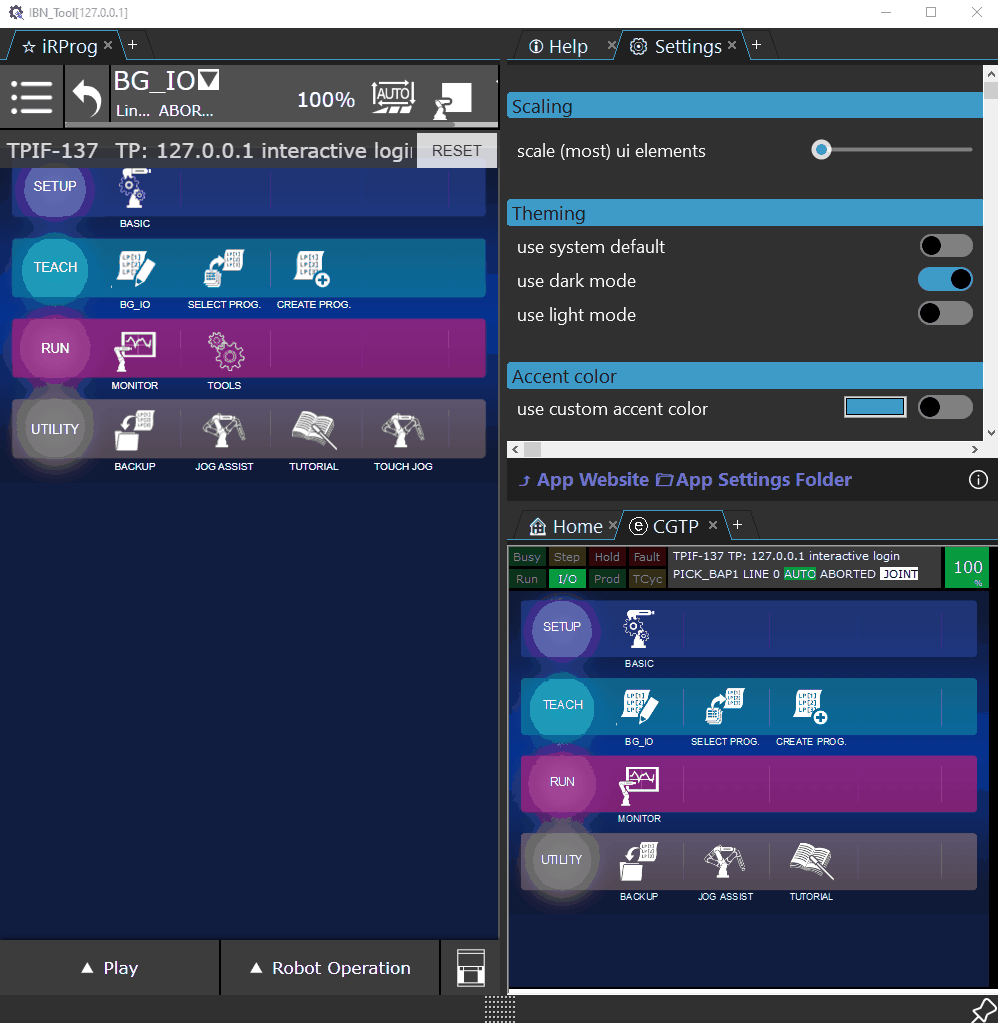 IBN_Tool[127.0.0.1]
☆ iRProg × +
BG_IO
Lin... ABOR...
100%
AUTO
TPIF-137 TP: 127.0.0.1 interactive logi
RESET
SETUP
BASIC
TEACH
BG_IO
SELECT PROG.
CREATE PROG.
RUN
MONITOR
TOOLS
UTILITY
BACKUP
JOG ASSIST
TUTORIAL
TOUCH JOG
▲ Play
▲ Robot Operation
Help × Settings × +
Scaling
scale (most) ui elements
Theming
use system default
use dark mode
use light mode
Accent color
use custom accent color
App Website App Settings Folder
Home × CGTP × +
Busy Step Hold Fault
Run I/O Prod TCyc
TPIF-137 TP: 127.0.0.1 interactive login
PICK_BAP1 LINE 0 AUTO ABORTED JOINT
100
%
SETUP
BASIC
TEACH
BG_IO
SELECT PROG.
CREATE PROG.
RUN
MONITOR
UTILITY
BACKUP
JOG ASSIST
TUTORIAL